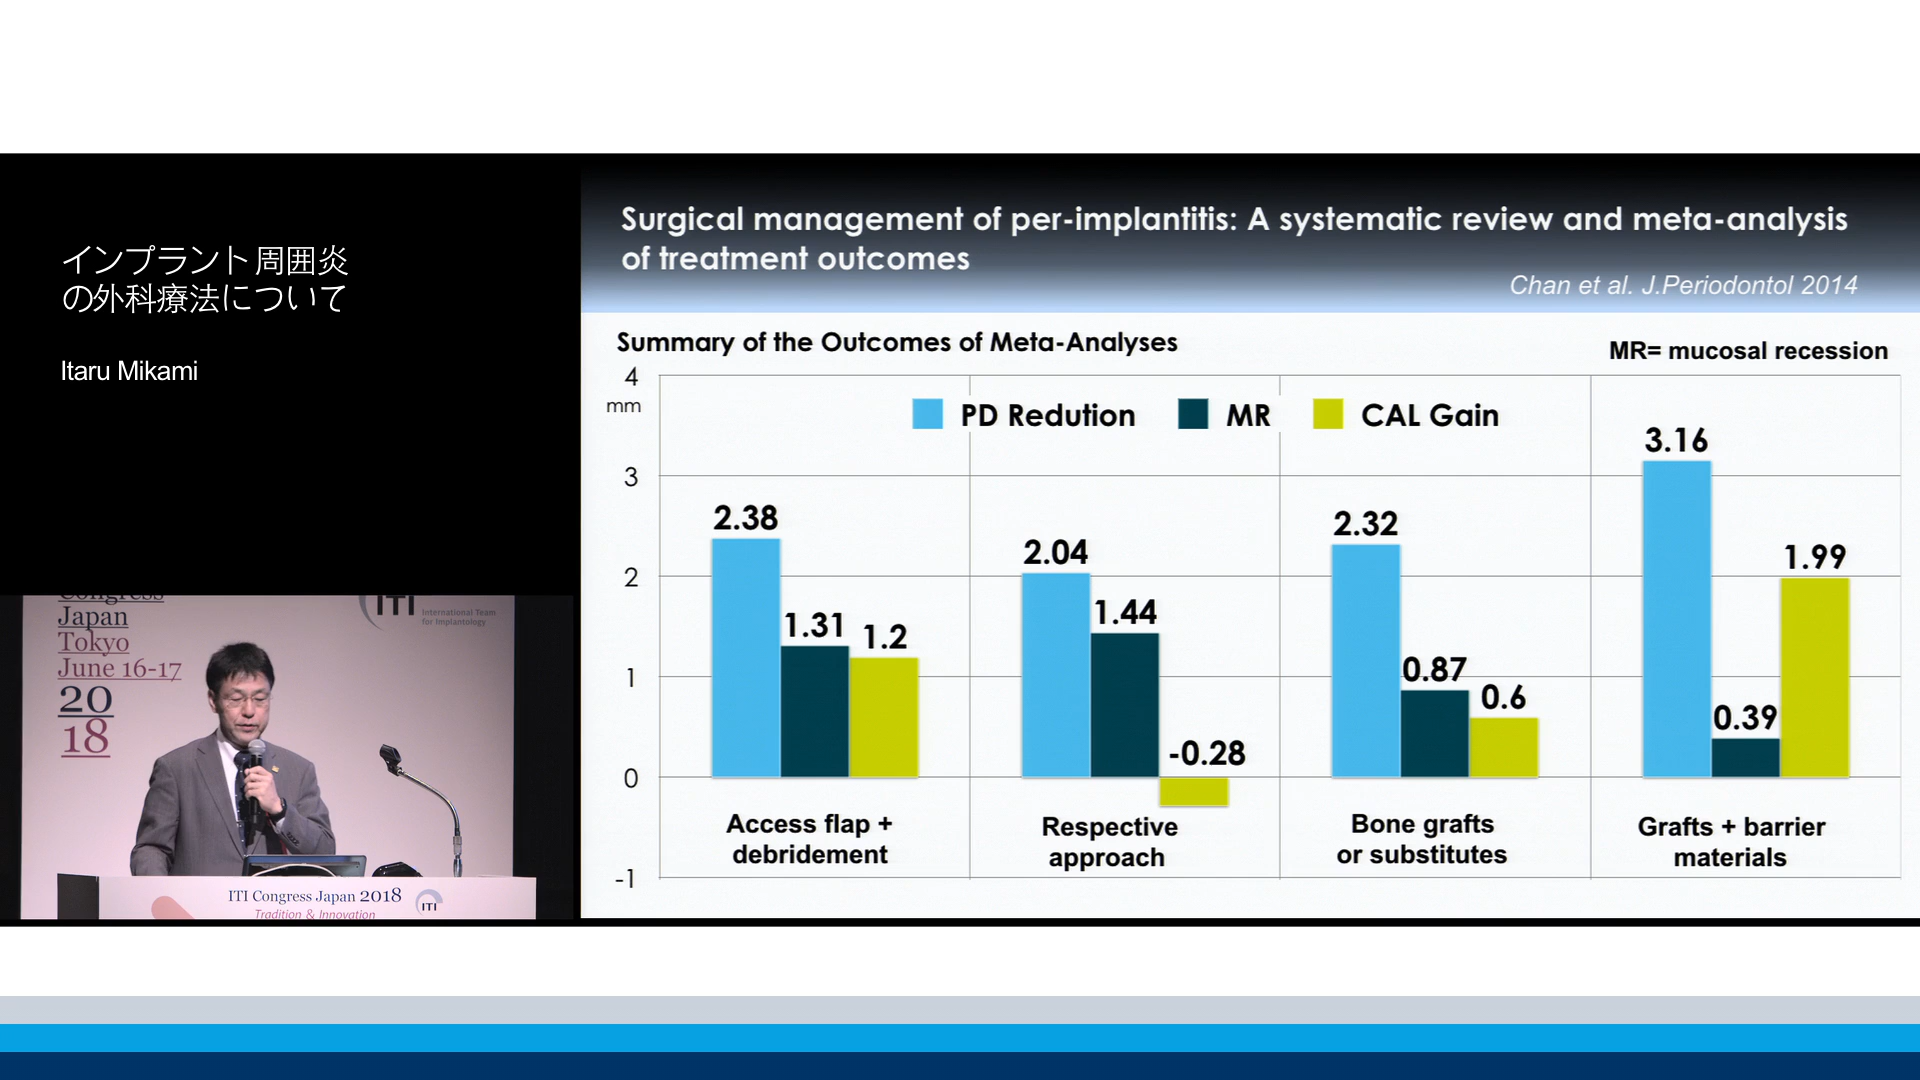 インプラント周囲炎
の外科療法について
Itaru Mikami
Congress
Japan
Tokyo
June 16-17
20
18
ITI
International Team
for Implantology
ITI Congress Japan 2018
Tradition & Innovation
ITI
Surgical management of per-implantitis: A systematic review and meta-analysis
of treatment outcomes
Chan et al. J.Periodontol 2014
Summary of the Outcomes of Meta-Analyses
MR= mucosal recession
4
mm
3
2
1
0
-1
PD Redution MR CAL Gain
2.38
1.31
1.2
2.04
1.44
-0.28
2.32
0.87
0.6
3.16
0.39
1.99
Access flap +
debridement
Respective
approach
Bone grafts
or substitutes
Grafts + barrier
materials